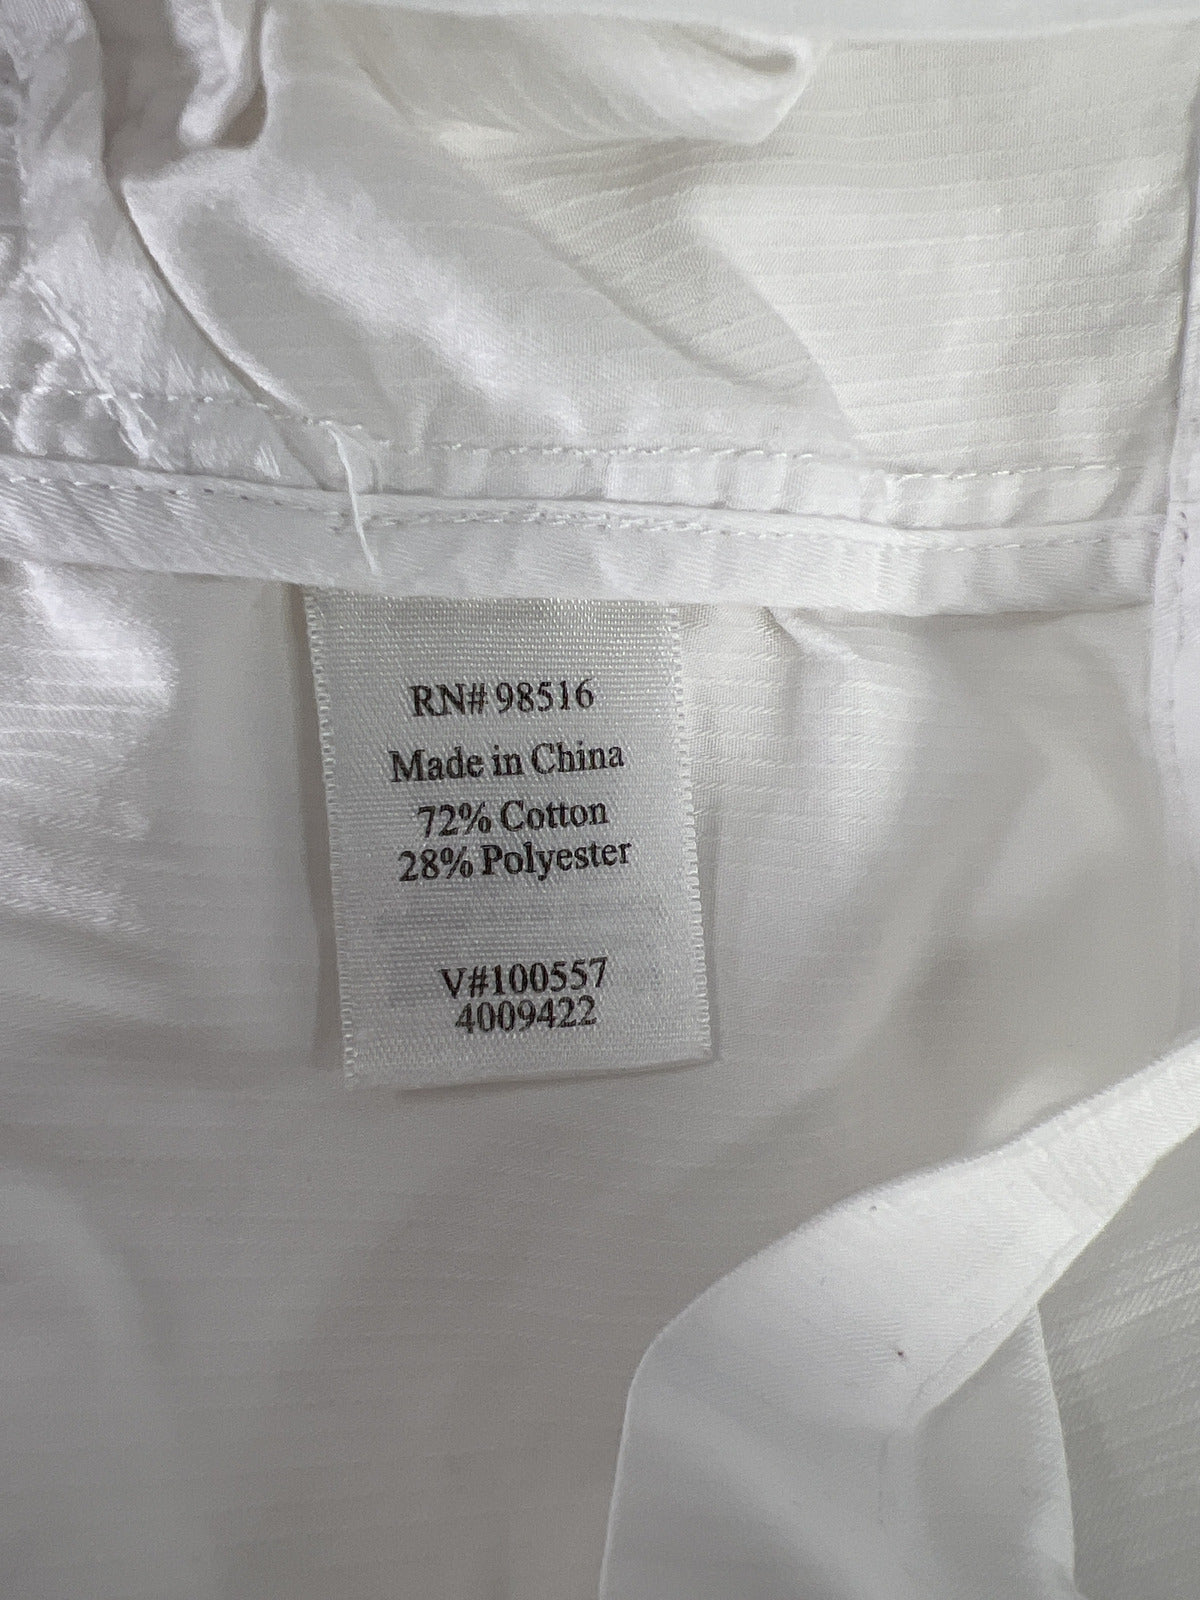 RN# 98516
Made in China
72% Cotton
28% Polyester
V#100557
4009422